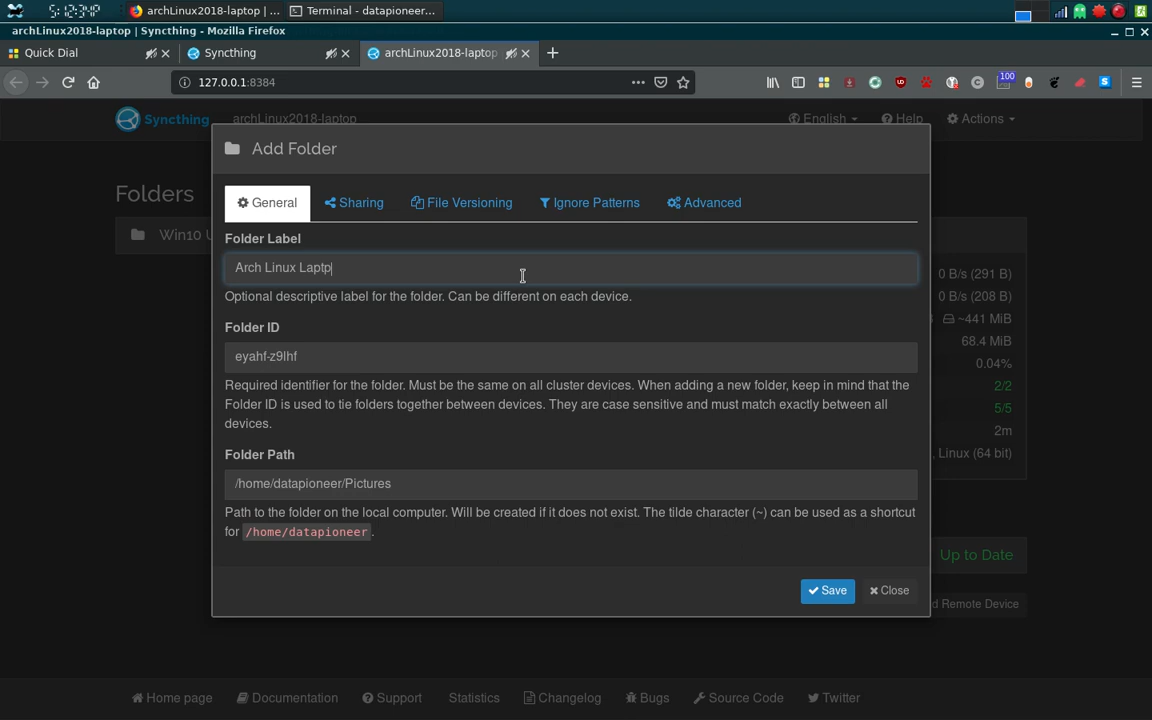 5:12:34P
archLinux2018-laptop | ...
Terminal - datapioneer...
archLinux2018-laptop | Syncthing - Mozilla Firefox
Quick Dial
Syncthing
archLinux2018-laptop
127.0.0.1:8384
100
UD
C
S
Syncthing
archLinux2018-laptop
English
Help
Actions
Add Folder
Folders
General
Sharing
File Versioning
Ignore Patterns
Advanced
Win10 U
Folder Label
Arch Linux Laptp
0 B/s (291 B)
Optional descriptive label for the folder. Can be different on each device.
0 B/s (208 B)
~441 MiB
Folder ID
68.4 MiB
eyahf-z9lhf
0.04%
Required identifier for the folder. Must be the same on all cluster devices. When adding a new folder, keep in mind that the
2/2
Folder ID is used to tie folders together between devices. They are case sensitive and must match exactly between all
5/5
devices.
2m
Folder Path
, Linux (64 bit)
/home/datapioneer/Pictures
Path to the folder on the local computer. Will be created if it does not exist. The tilde character (~) can be used as a shortcut
for /home/datapioneer.
Up to Date
Save
Close
d Remote Device
Home page
Documentation
Support
Statistics
Changelog
Bugs
Source Code
Twitter